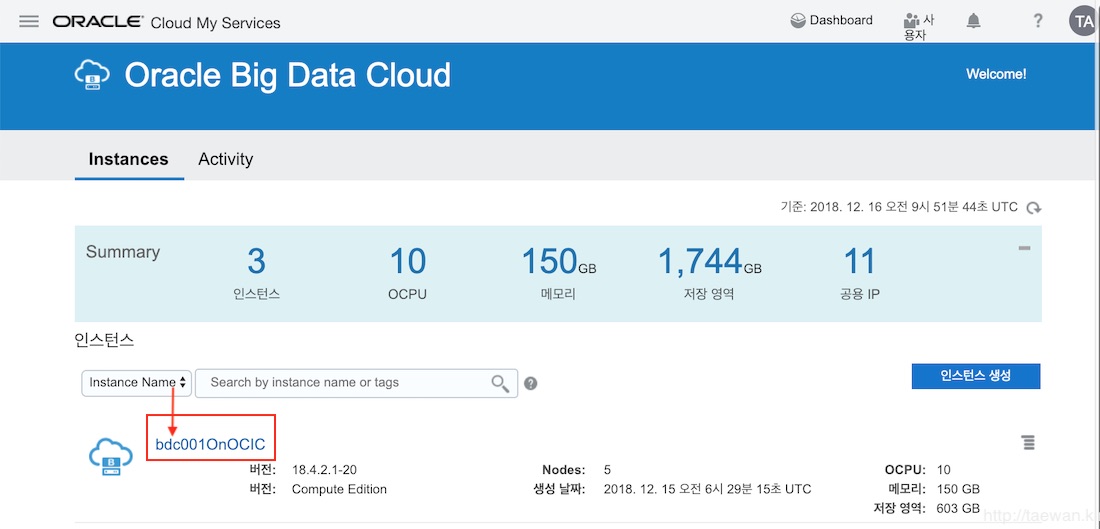 ORACLE Cloud My Services
Dashboard
사
용자
?
TA
Oracle Big Data Cloud
Welcome!
Instances Activity
기준: 2018. 12. 16 오전 9시 51분 44초 UTC
Summary
3 10 150GB 1,744GB 11
인스턴스 OCPU 메모리 저장 영역 공용 IP
인스턴스
Instance Name Search by instance name or tags ? 인스턴스 생성
bdc001OnOCIC
버전: 18.4.2.1-20 Nodes: 5 OCPU: 10
버전: Compute Edition 생성 날짜: 2018. 12. 15 오전 6시 29분 15초 UTC 메모리: 150 GB
저장 영역: 603 GB
http://taewan.k